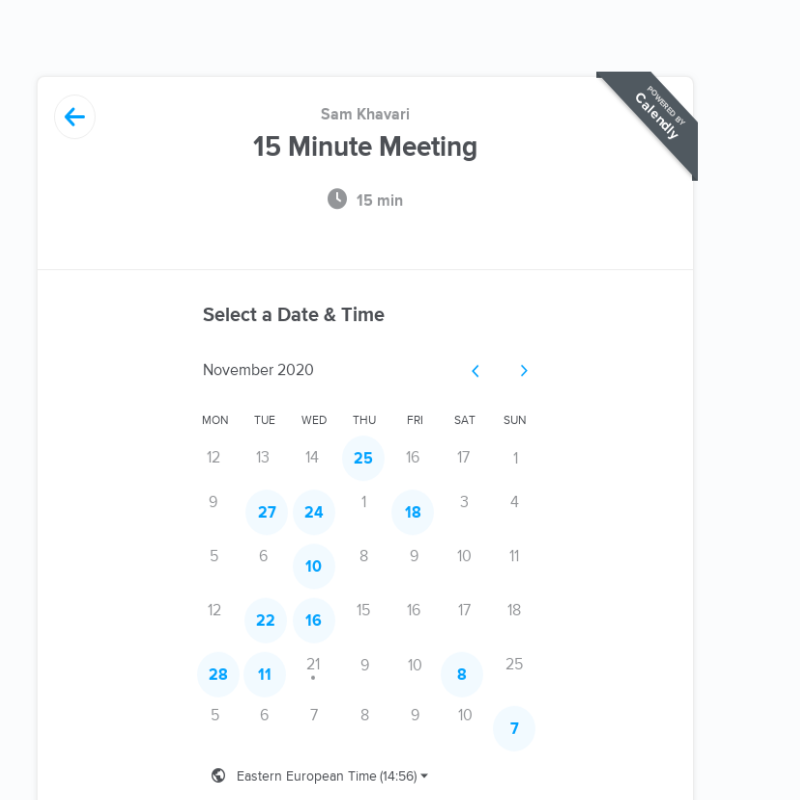 POWERED BY
Calendly
Sam Khavari
15 Minute Meeting
15 min
Select a Date & Time
November 2020
MON TUE WED THU FRI SAT SUN
12 13 14 25 16 17 1
9 27 24 1 18 3 4
5 6 10 8 9 10 11
12 22 16 15 16 17 18
28 11 21 9 10 8 25
5 6 7 8 9 10 7
Eastern European Time (14:56)